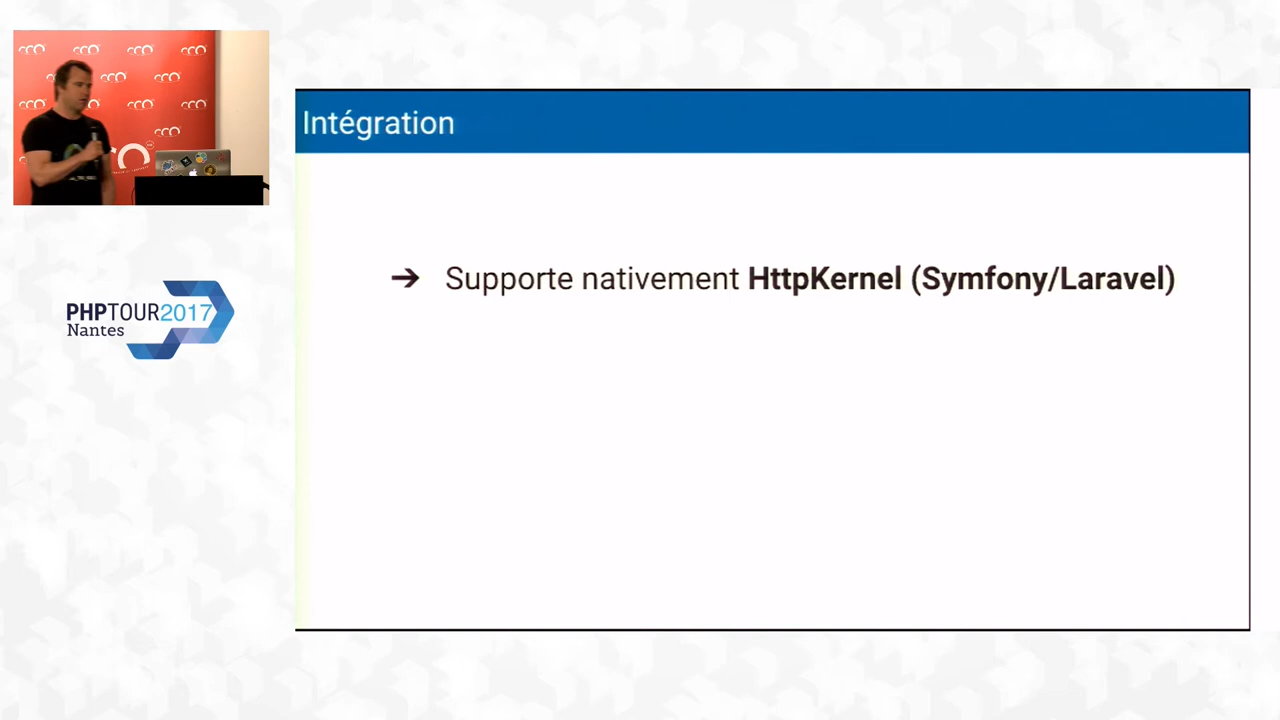 Intégration
➔ Supporte nativement HttpKernel (Symfony/Laravel)
PHPTOUR2017
Nantes